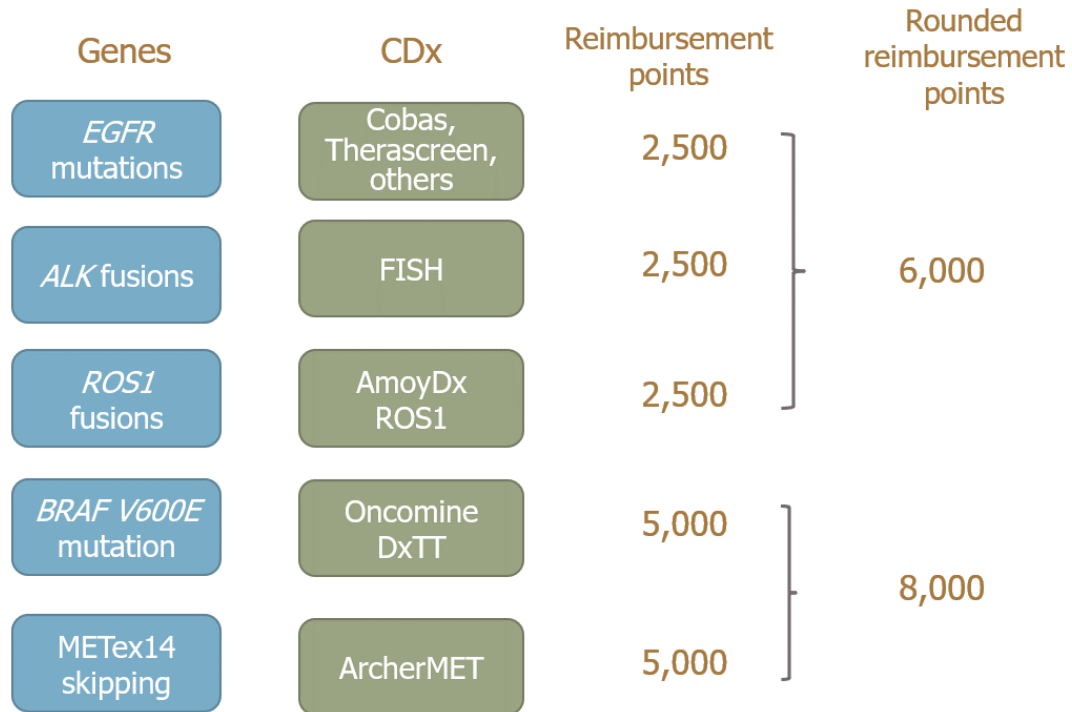 Genes
CDx
Reimbursement
points
Rounded
reimbursement
points
EGFR
mutations
Cobas,
Therascreen,
others
2,500
ALK fusions
FISH
2,500
6,000
ROS1
fusions
AmoyDx
ROS1
2,500
BRAF V600E
mutation
Oncomine
DxTT
5,000
8,000
METex14
skipping
ArcherMET
5,000